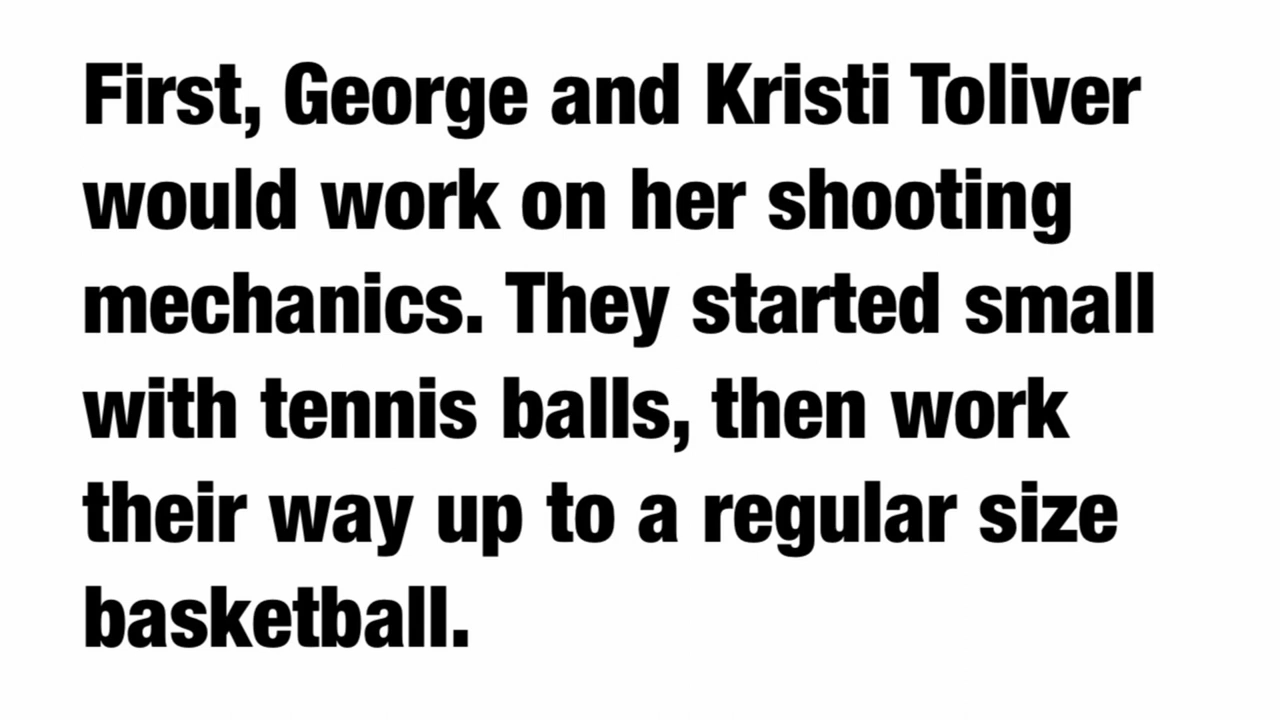 First, George and Kristi Toliver
would work on her shooting
mechanics. They started small
with tennis balls, then work
their way up to a regular size
basketball.